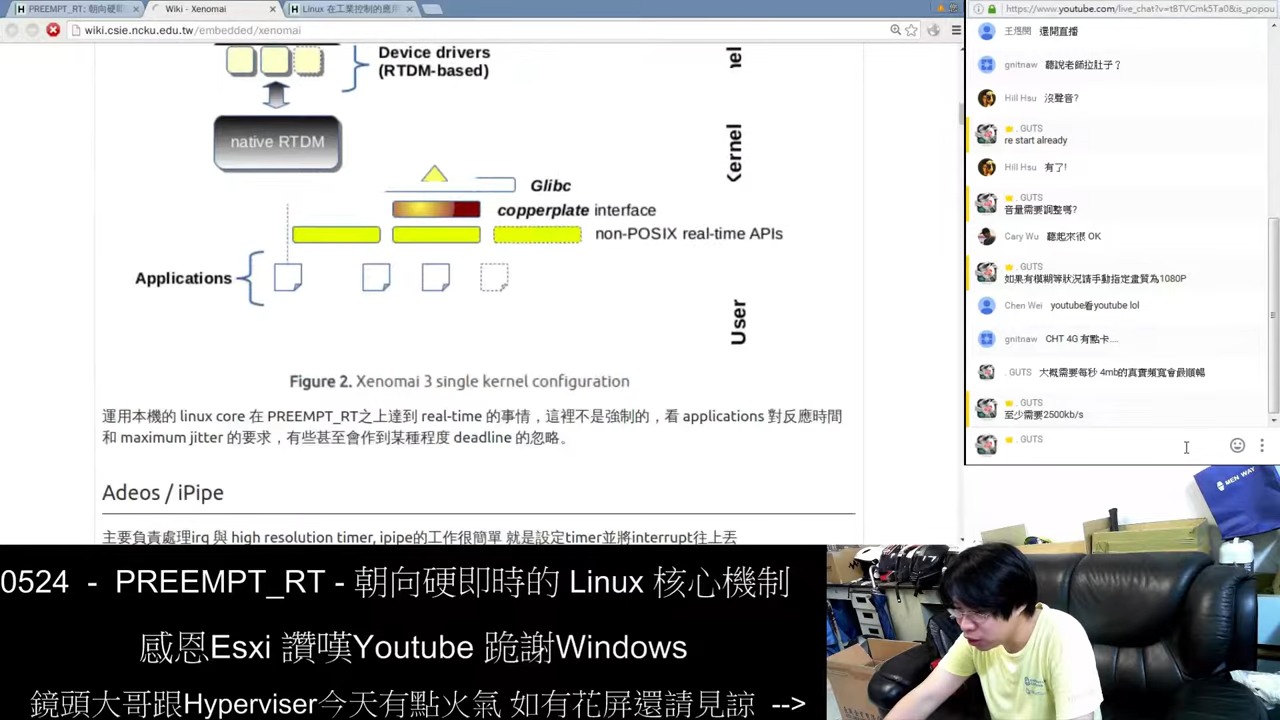 PREEMPT_RT: 朝向硬即
Wiki - Xenomai
Linux 在工業控制的應用
wiki.csie.ncku.edu.tw/embedded/xenomai
Device drivers
(RTDM-based)
native RTDM
Kernel
Glibc
copperplate interface
non-POSIX real-time APIs
Applications
User
Figure 2. Xenomai 3 single kernel configuration
運用本機的 linux core 在 PREEMPT_RT之上達到 real-time 的事情，這裡不是強制的，看 applications 對反應時間
和 maximum jitter 的要求，有些甚至會作到某種程度 deadline 的忽略。
Adeos / iPipe
主要負責處理irq 與 high resolution timer, ipipe的工作很簡單 就是設定timer並將interrupt往上丟
https://www.youtube.com/live_chat?v=tBTVCmk5Ta0&is_popou
王煜閔 還開直播
gnitnaw 聽說老師拉肚子？
Hill Hsu 沒聲音?
. GUTS
re start already
Hill Hsu 有了!
. GUTS
音量需要調整嗎?
Cary Wu 聽起來很 OK
. GUTS
如果有模糊等狀況請手動指定畫質為1080P
Chen Wei youtube看youtube lol
gnitnaw CHT 4G 有點卡....
. GUTS 大概需要每秒 4mb的真實頻寬會最順暢
. GUTS
至少需要2500kb/s
. GUTS
MEN WAY
0524 - PREEMPT_RT - 朝向硬即時的 Linux 核心機制
感恩Esxi 讚嘆Youtube 跪謝Windows
鏡頭大哥跟Hyperviser今天有點火氣 如有花屏還請見諒 -->